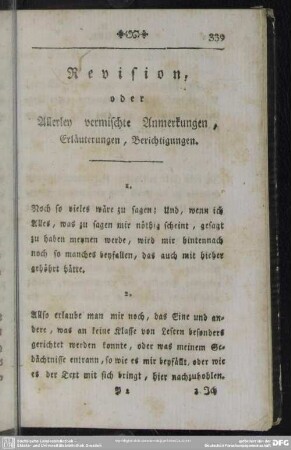 339
Revision,
oder
Allerley vermischte Anmerkungen,
Erläuterungen, Berichtigungen.
1.
Noch so vieles wäre zu sagen; Und, wenn ich
Alles, was zu sagen mir nöthig scheint, gesagt
zu haben meynen werde, wird mir hintennach
noch so manches beyfallen, das auch mit hieher
gehört hätte.
2.
Also erlaube man mir noch, das Eine und an-
dere, was an keine Klasse von Lesern besonders
gerichtet werden konnte, oder was meinem Ge-
dächtnisse entrann, so wie es mir beyfällt, oder wie
es der Text mit sich bringt, hier nachzuhohlen.
Y 2
3. Ich
DFG